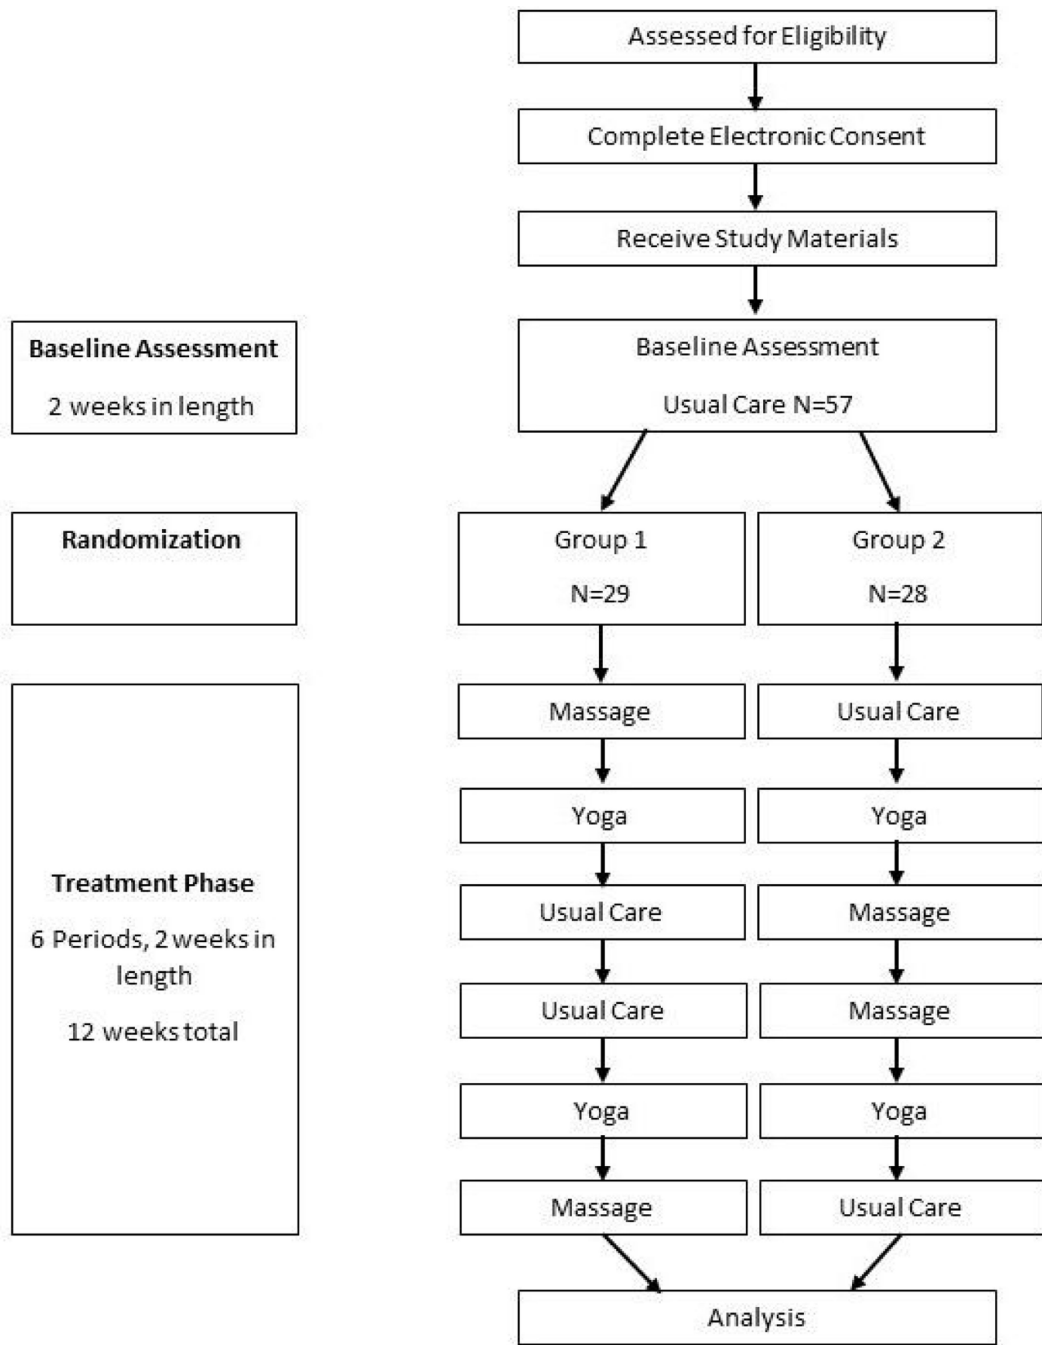 Assessed for Eligibility
Complete Electronic Consent
Receive Study Materials
Baseline Assessment
2 weeks in length
Baseline Assessment
Usual Care N=57
Randomization
Group 1
N=29
Group 2
N=28
Treatment Phase
6 Periods, 2 weeks in
length
12 weeks total
Massage
Usual Care
Yoga
Yoga
Usual Care
Massage
Usual Care
Massage
Yoga
Yoga
Massage
Usual Care
Analysis